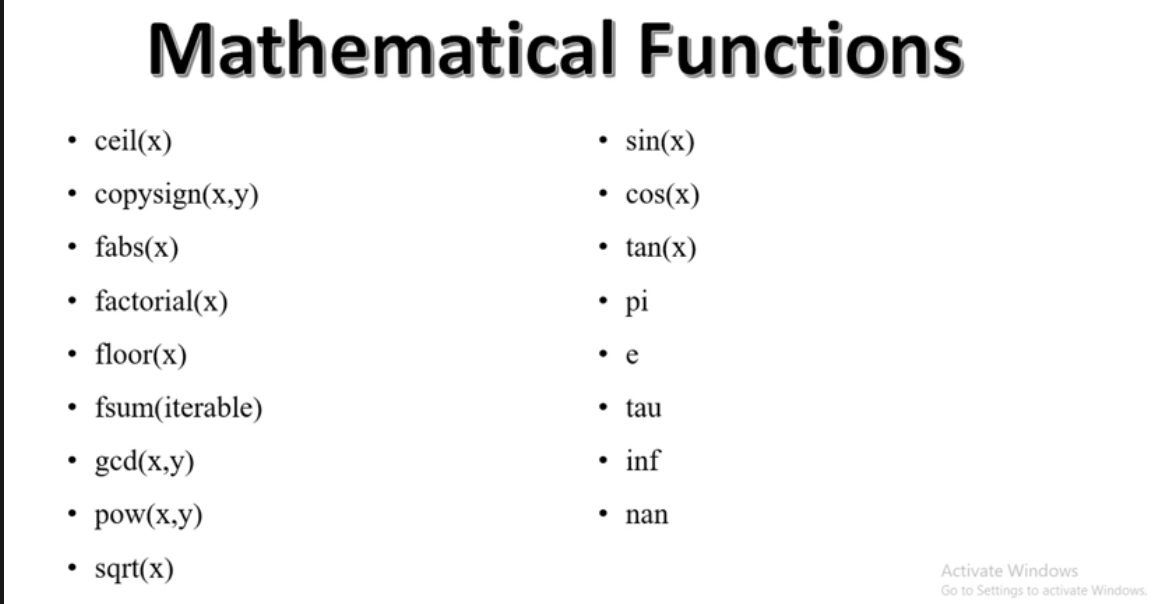 Mathematical Functions
• ceil(x)
• copysign(x,y)
• fabs(x)
• factorial(x)
• floor(x)
• fsum(iterable)
• gcd(x,y)
• pow(x,y)
• sqrt(x)
• sin(x)
• cos(x)
• tan(x)
• pi
• e
• tau
• inf
• nan
Activate Windows
Go to Settings to activate Windows.